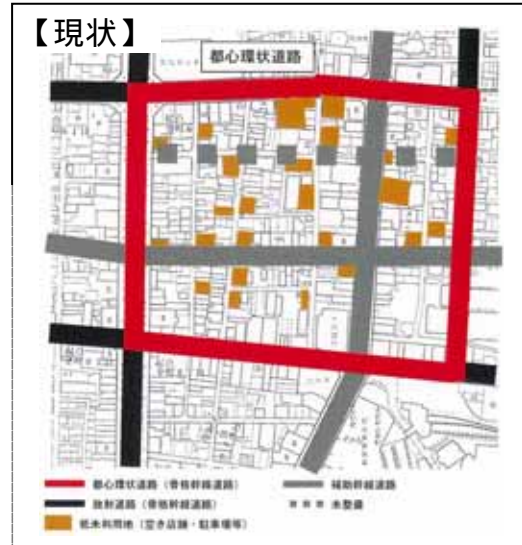 【現状】
都心環状道路
都心環状道路（骨格幹線道路）
補助幹線道路
放射道路（骨格幹線道路）
未整備
低未利用地（空き店舗・駐車場等）